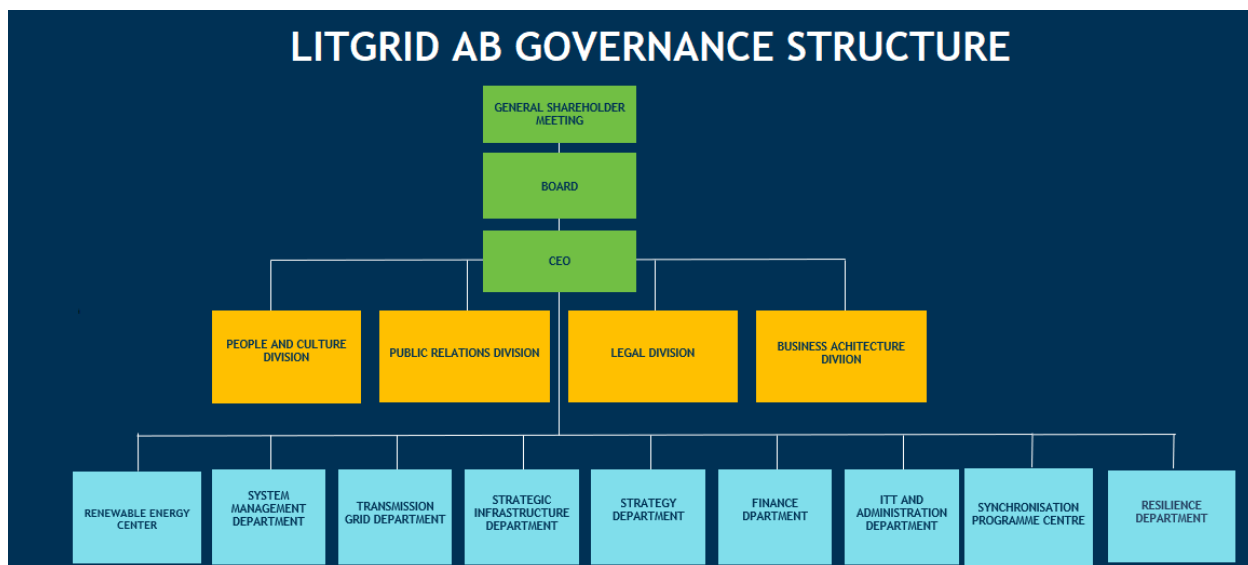 LITGRID AB GOVERNANCE STRUCTURE
GENERAL SHAREHOLDER
MEETING
BOARD
CEO
PEOPLE AND CULTURE
DIVISION
PUBLIC RELATIONS DIVISION
LEGAL DIVISION
BUSINESS ACHITECTURE
DIVIION
RENEWABLE ENERGY
CENTER
SYSTEM
MANAGEMENT
DEPARTMENT
TRANSMISSION
GRID DEPARTMENT
STRATEGIC
INFRASTRUCTURE
DEPARTMENT
STRATEGY
DEPARTMENT
FINANCE
DPARTMENT
ITT AND
ADMINISTRATION
DEPARTMENT
SYNCHRONISATION
PROGRAMME CENTRE
RESILIENCE
DEPARTMENT